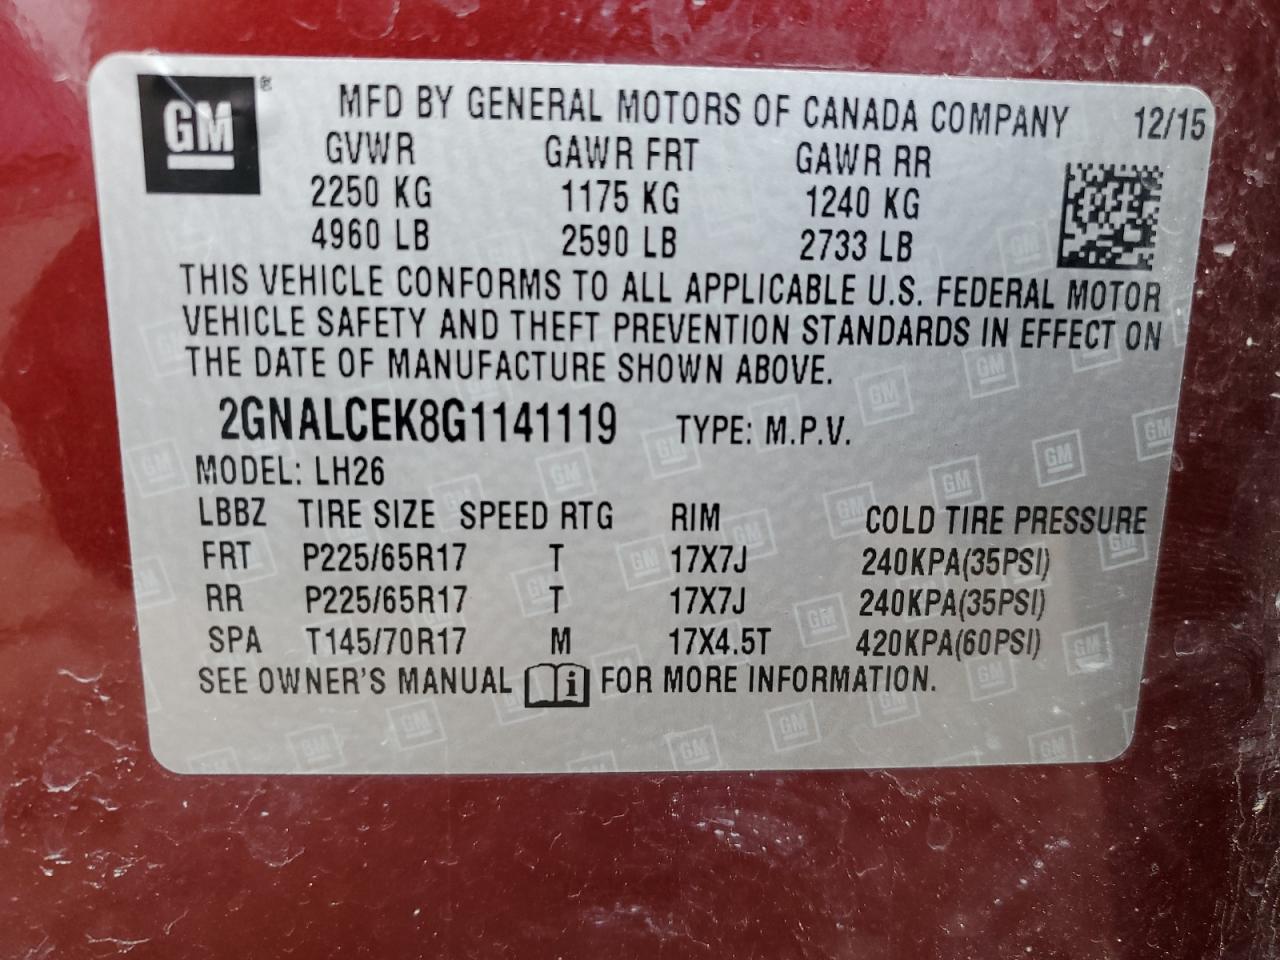 GM ® MFD BY GENERAL MOTORS OF CANADA COMPANY 12/15
GVWR GAWR FRT GAWR RR
2250 KG 1175 KG 1240 KG
4960 LB 2590 LB 2733 LB
THIS VEHICLE CONFORMS TO ALL APPLICABLE U.S. FEDERAL MOTOR
VEHICLE SAFETY AND THEFT PREVENTION STANDARDS IN EFFECT ON
THE DATE OF MANUFACTURE SHOWN ABOVE.
2GNALCEK8G1141119 TYPE: M.P.V.
MODEL: LH26
LBBZ TIRE SIZE SPEED RTG RIM COLD TIRE PRESSURE
FRT P225/65R17 T 17X7J 240KPA(35PSI)
RR P225/65R17 T 17X7J 240KPA(35PSI)
SPA T145/70R17 M 17X4.5T 420KPA(60PSI)
SEE OWNER'S MANUAL i FOR MORE INFORMATION.